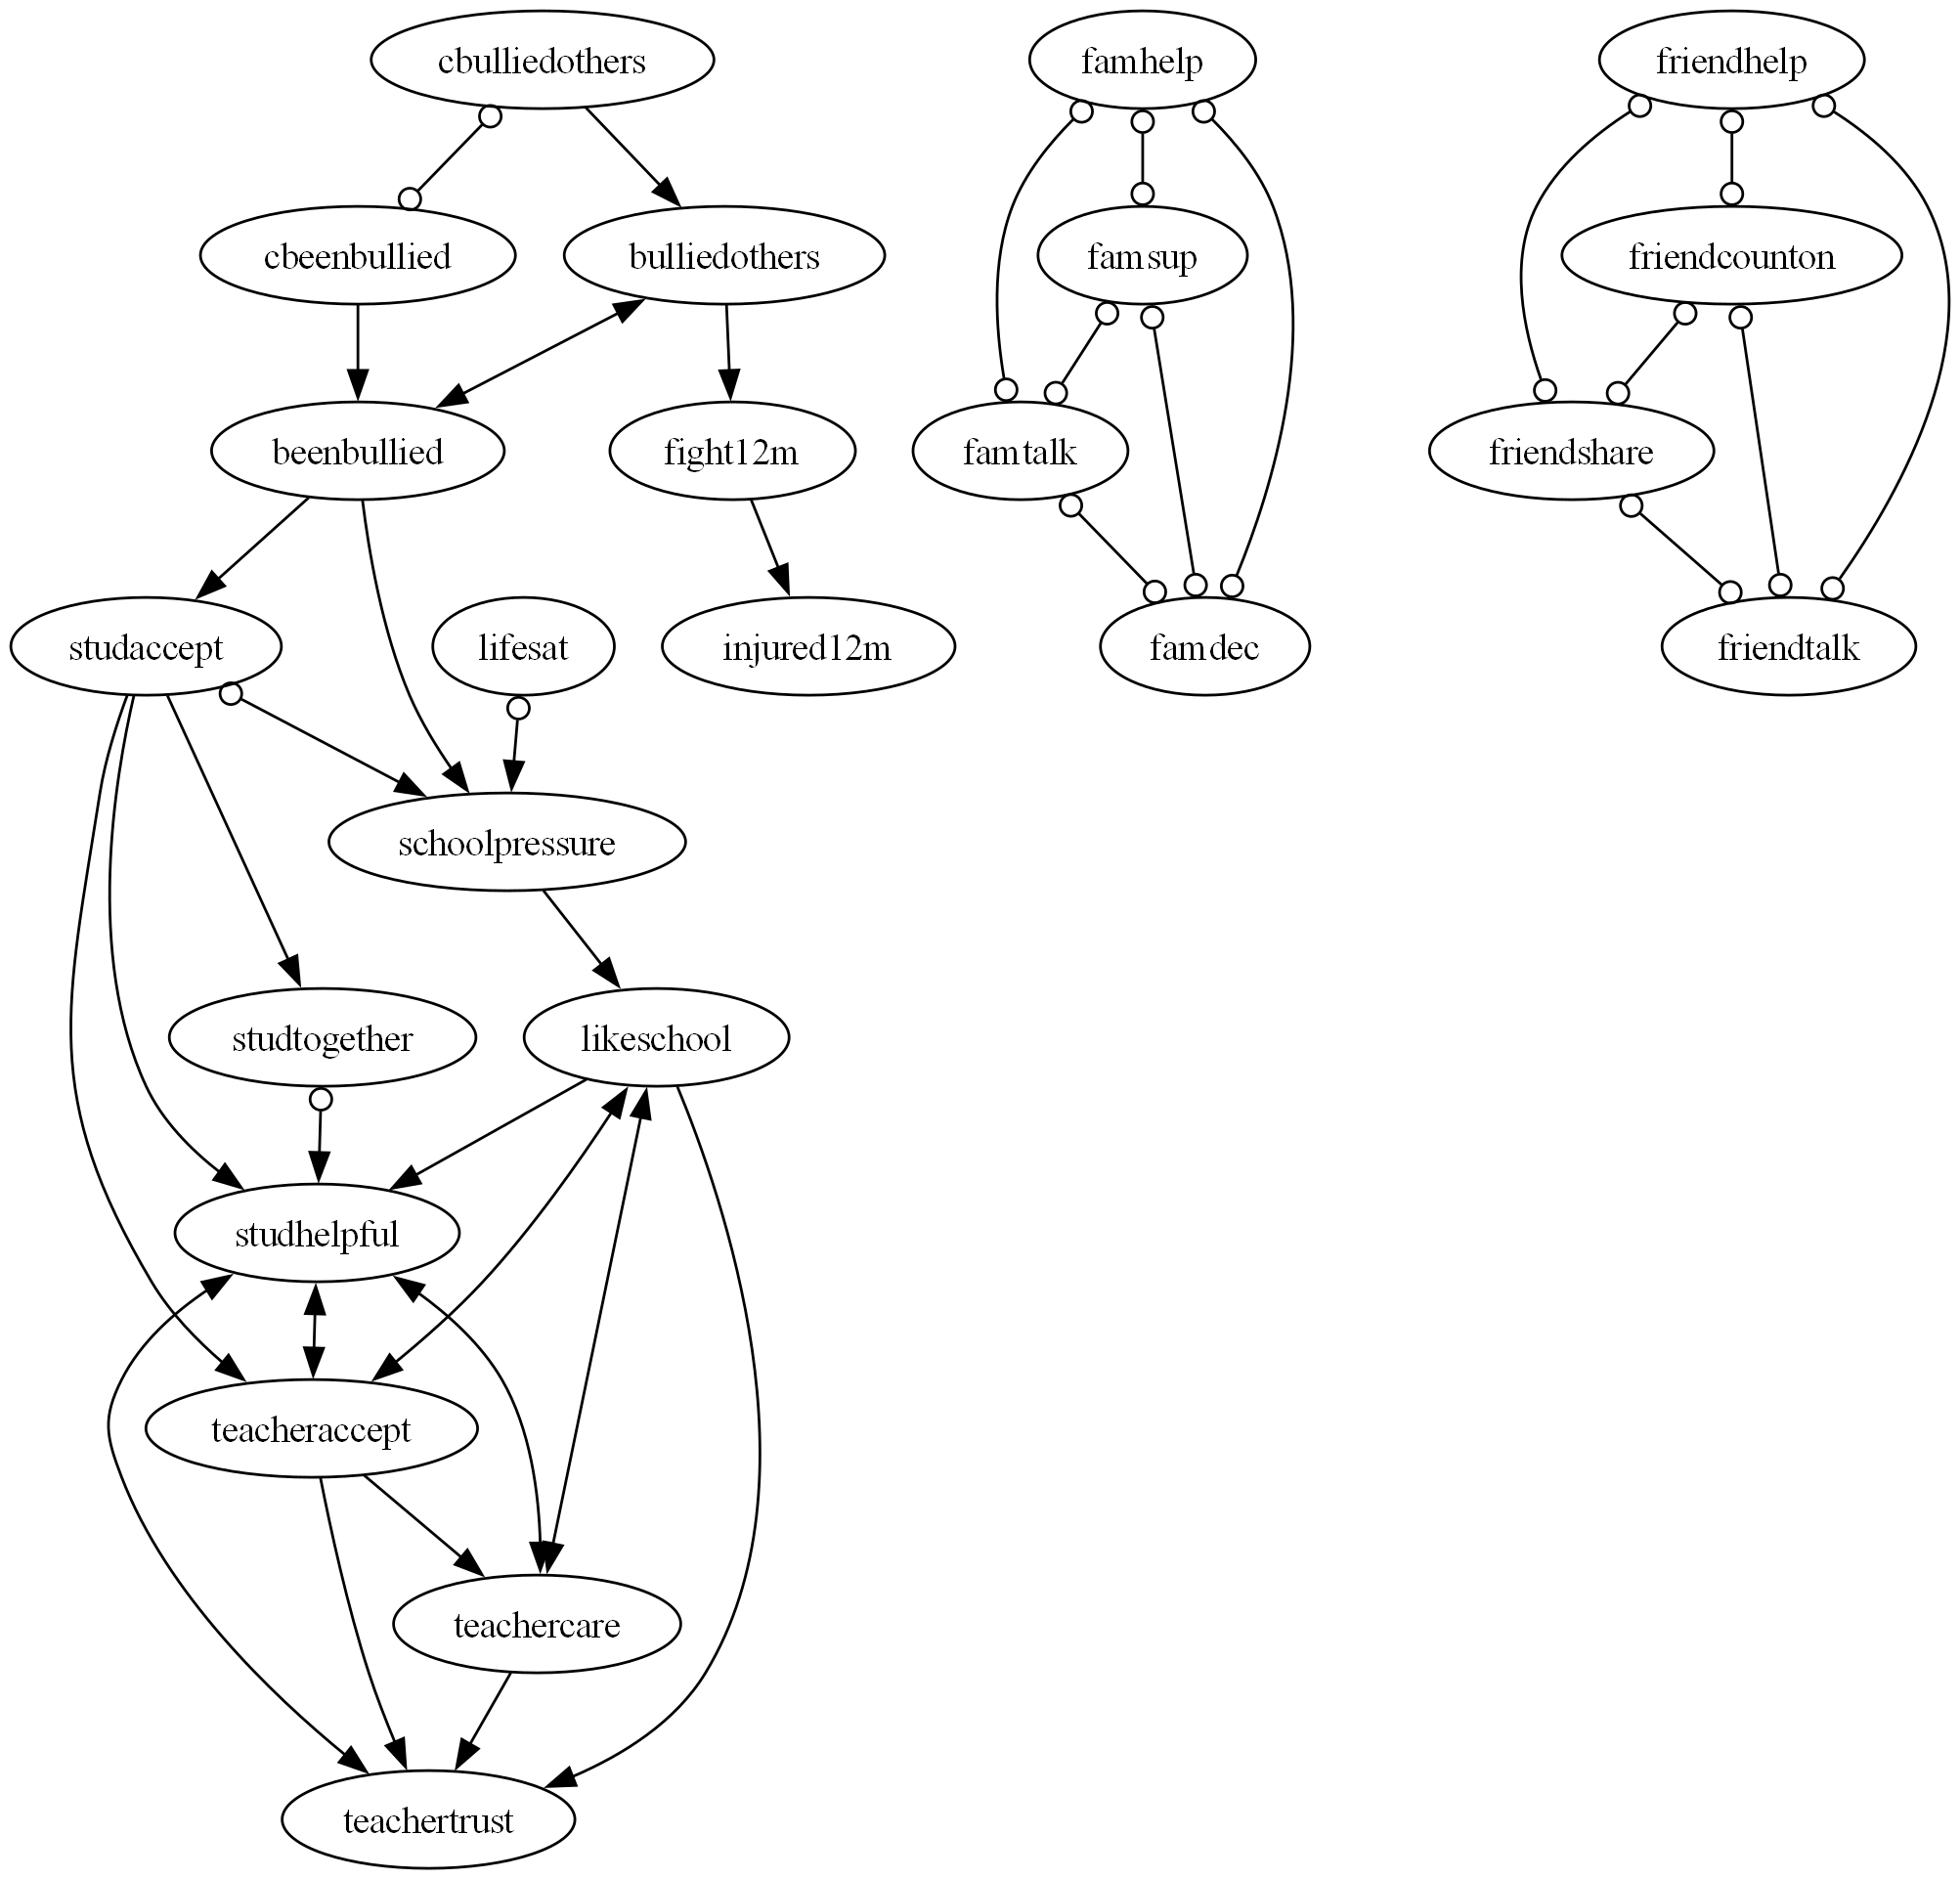 cbulliedothers
famhelp
friendhelp
cbeenbullied
bulliedothers
famsup
friendcounton
beenbullied
fight12m
famtalk
friendshare
studaccept
lifesat
injured12m
famdec
friendtalk
schoolpressure
studtogether
likeschool
studhelpful
teacheraccept
teachercare
teachertrust